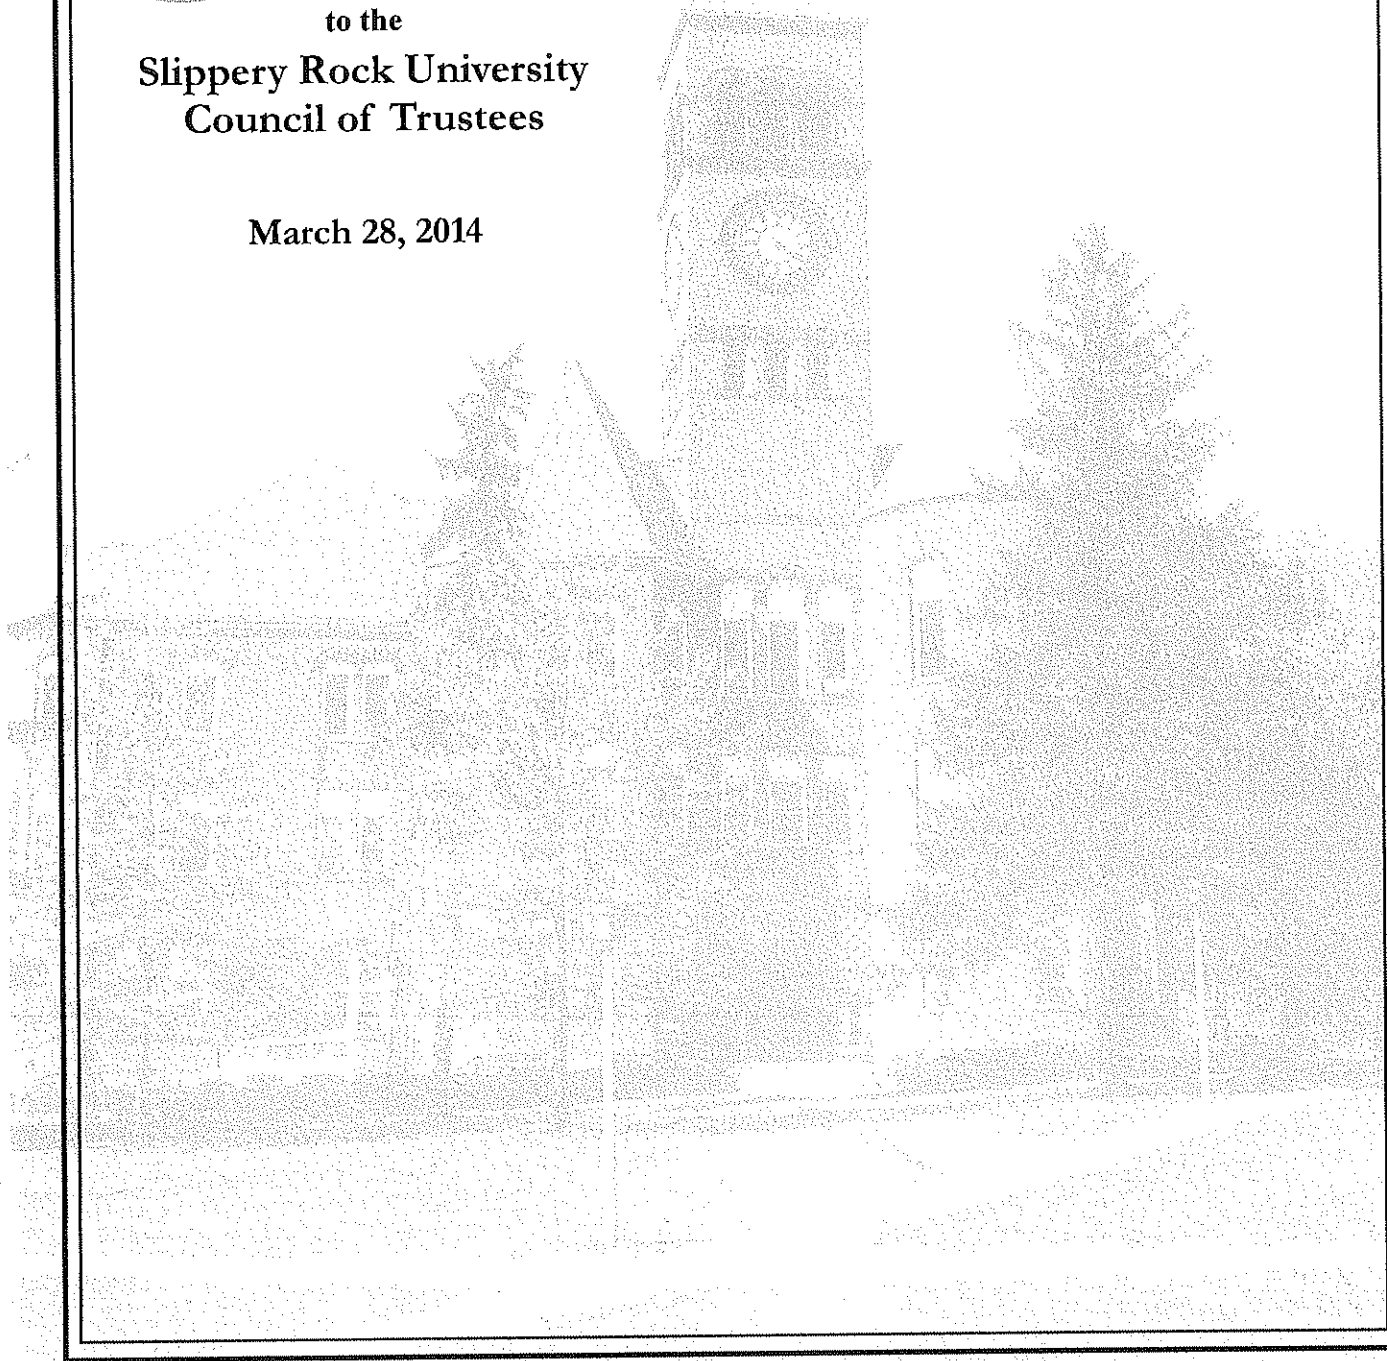 to the
Slippery Rock University
Council of Trustees
March 28, 2014